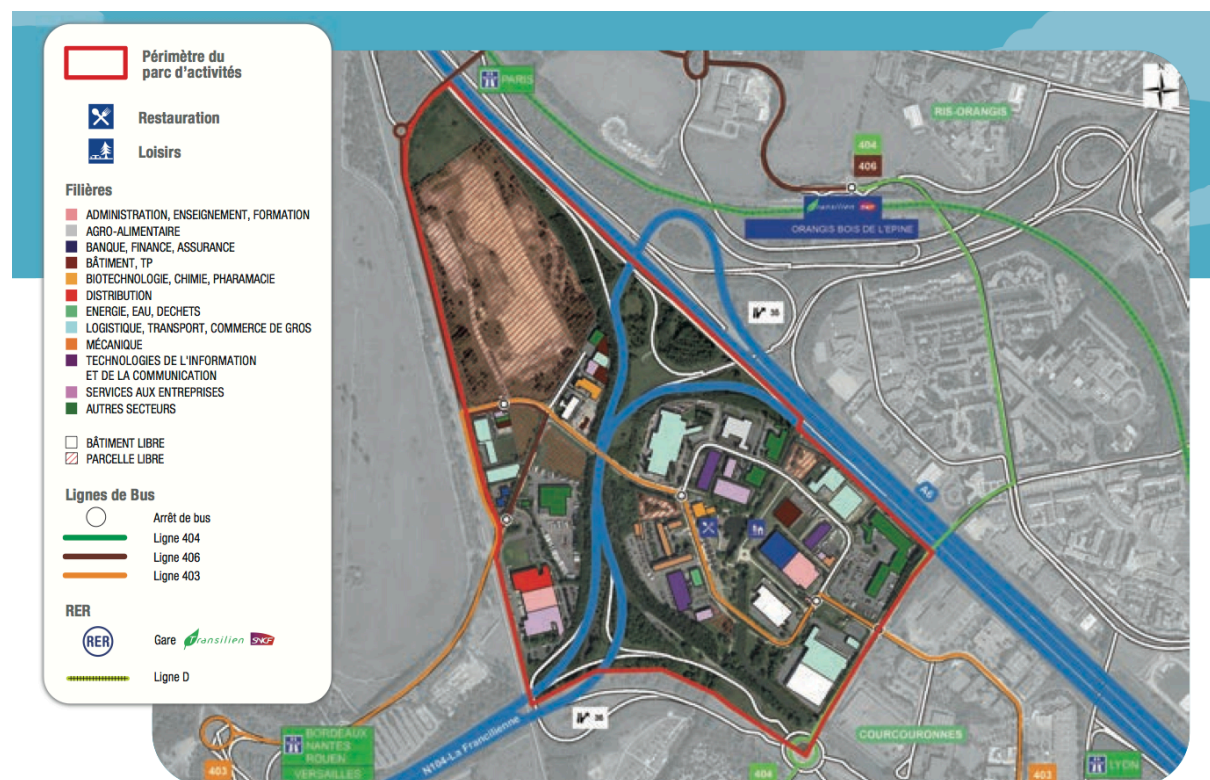 Périmètre du
parc d'activités
Restauration
Loisirs
Filières
ADMINISTRATION, ENSEIGNEMENT, FORMATION
AGRO-ALIMENTAIRE
BANQUE, FINANCE, ASSURANCE
BÂTIMENT, TP
BIOTECHNOLOGIE, CHIMIE, PHARAMACIE
DISTRIBUTION
ENERGIE, EAU, DECHETS
LOGISTIQUE, TRANSPORT, COMMERCE DE GROS
MÉCANIQUE
TECHNOLOGIES DE L'INFORMATION
ET DE LA COMMUNICATION
SERVICES AUX ENTREPRISES
AUTRES SECTEURS
BÂTIMENT LIBRE
PARCELLE LIBRE
Lignes de Bus
Arrêt de bus
Ligne 404
Ligne 406
Ligne 403
RER
RER
Gare Transilien SNCF
Ligne D
PARIS
N
RIS-ORANGIS
404
406
Transilien SNCF
ORANGIS BOIS DE L'EPINE
35
A6
N104-La Francilienne
36
BORDEAUX
NANTES
ROUEN
VERSAILLES
403
COURCOURONNES
404
403
LYON